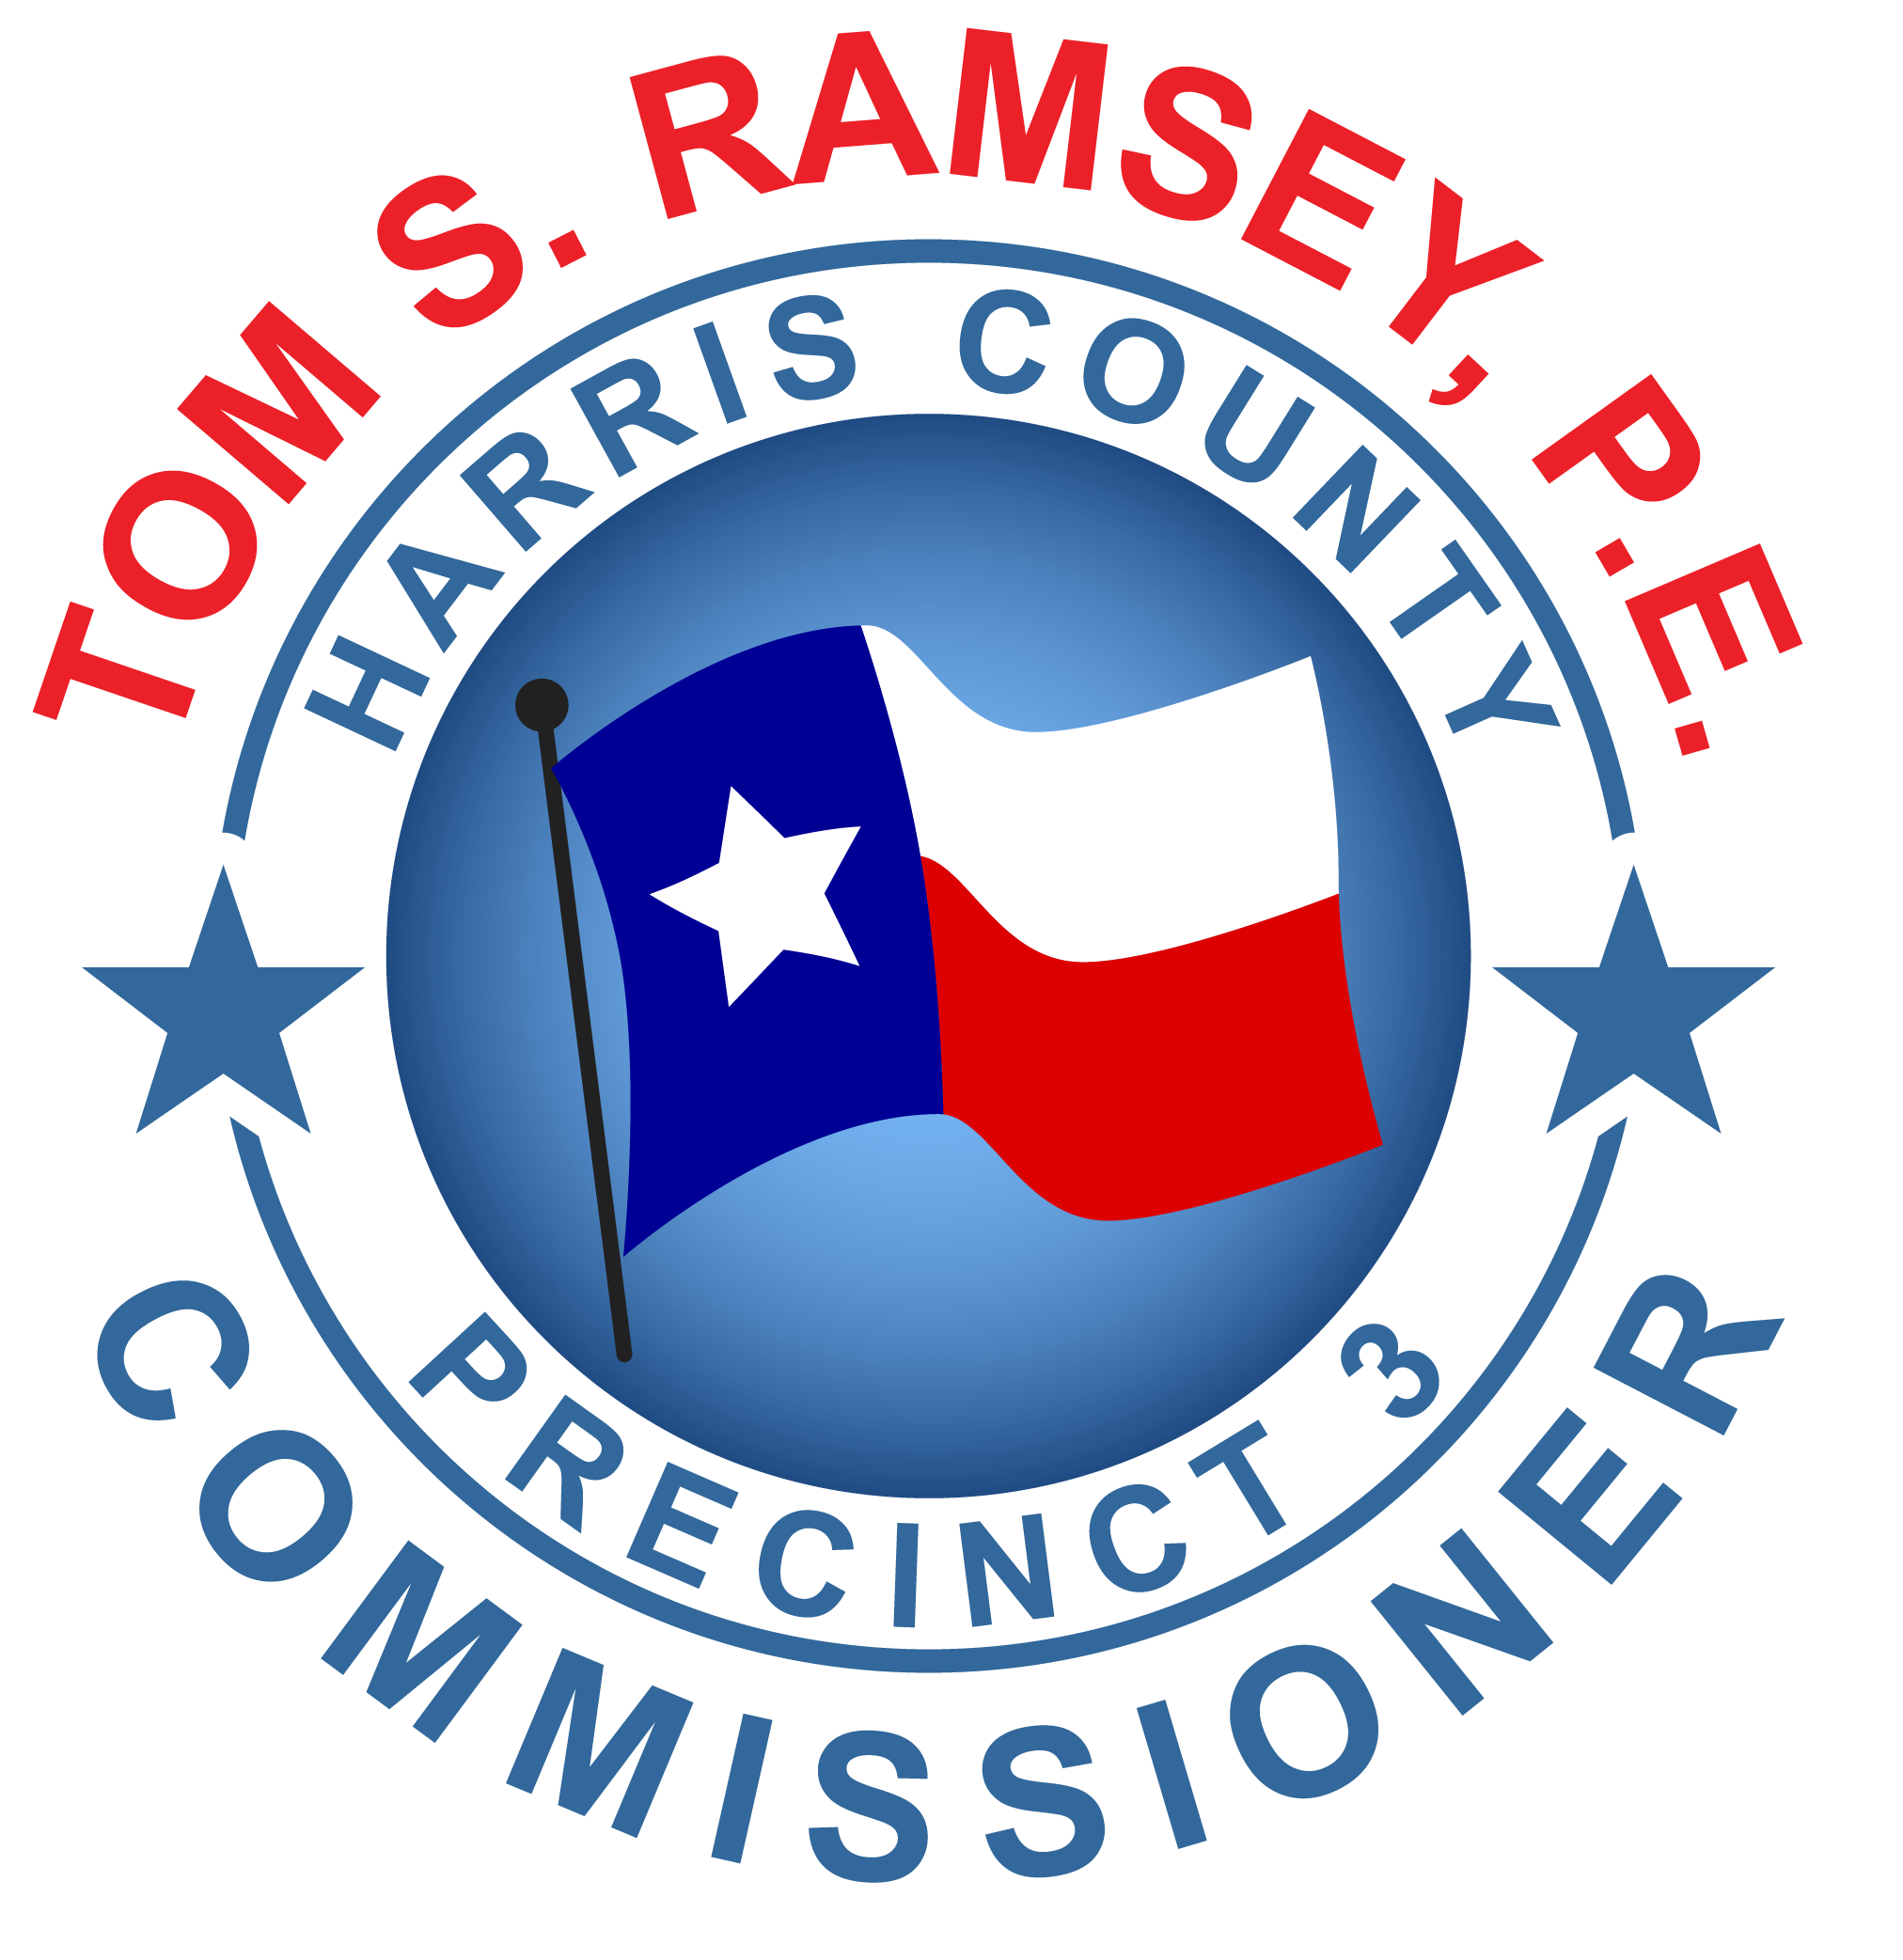 TOM S. RAMSEY, P.E.
HARRIS COUNTY
PRECINCT 3
COMMISSIONER